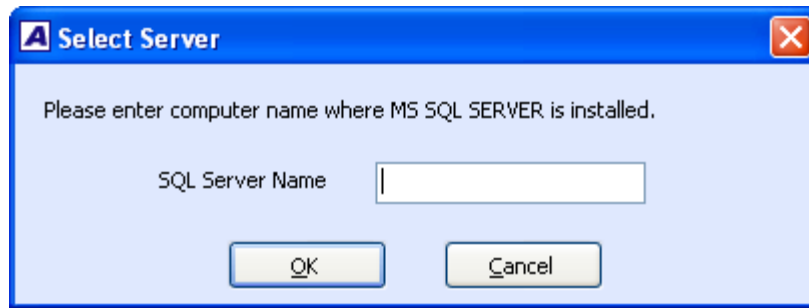 A Select Server
Please enter computer name where MS SQL SERVER is installed.
SQL Server Name
OK Cancel